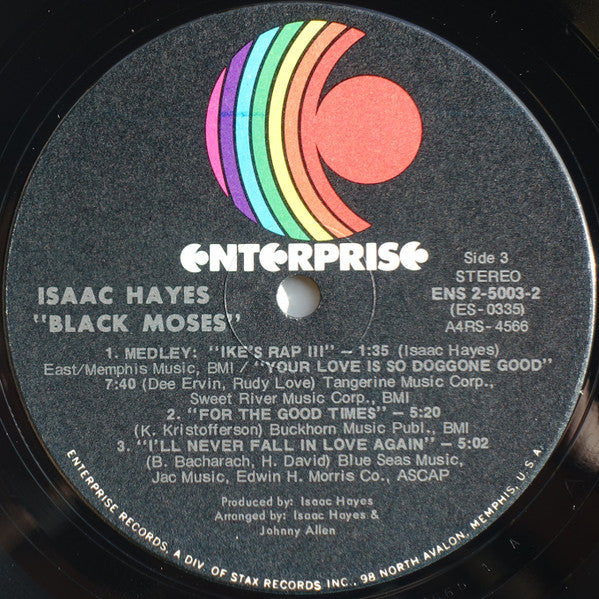 ENTERPRISE
Side 3
STEREO
ENS 2-5003-2
(ES-0335)
A4RS-4566
ISAAC HAYES
"BLACK MOSES"
1. MEDLEY: "IKE'S RAP III" – 1:35 (Isaac Hayes)
East/Memphis Music, BMI / "YOUR LOVE IS SO DOGGONE GOOD"
7:40 (Dee Ervin, Rudy Love) Tangerine Music Corp.,
Sweet River Music Corp., BMI
2. "FOR THE GOOD TIMES" – 5:20
(K. Kristofferson) Buckhorn Music Publ., BMI
3. "I'LL NEVER FALL IN LOVE AGAIN" – 5:02
(B. Bacharach, H. David) Blue Seas Music,
Jac Music, Edwin H. Morris Co., ASCAP
Produced by: Isaac Hayes
Arranged by: Isaac Hayes &
Johnny Allen
ENTERPRISE RECORDS, A DIV. OF STAX RECORDS INC., 98 NORTH AVALON, MEMPHIS, U.S.A.